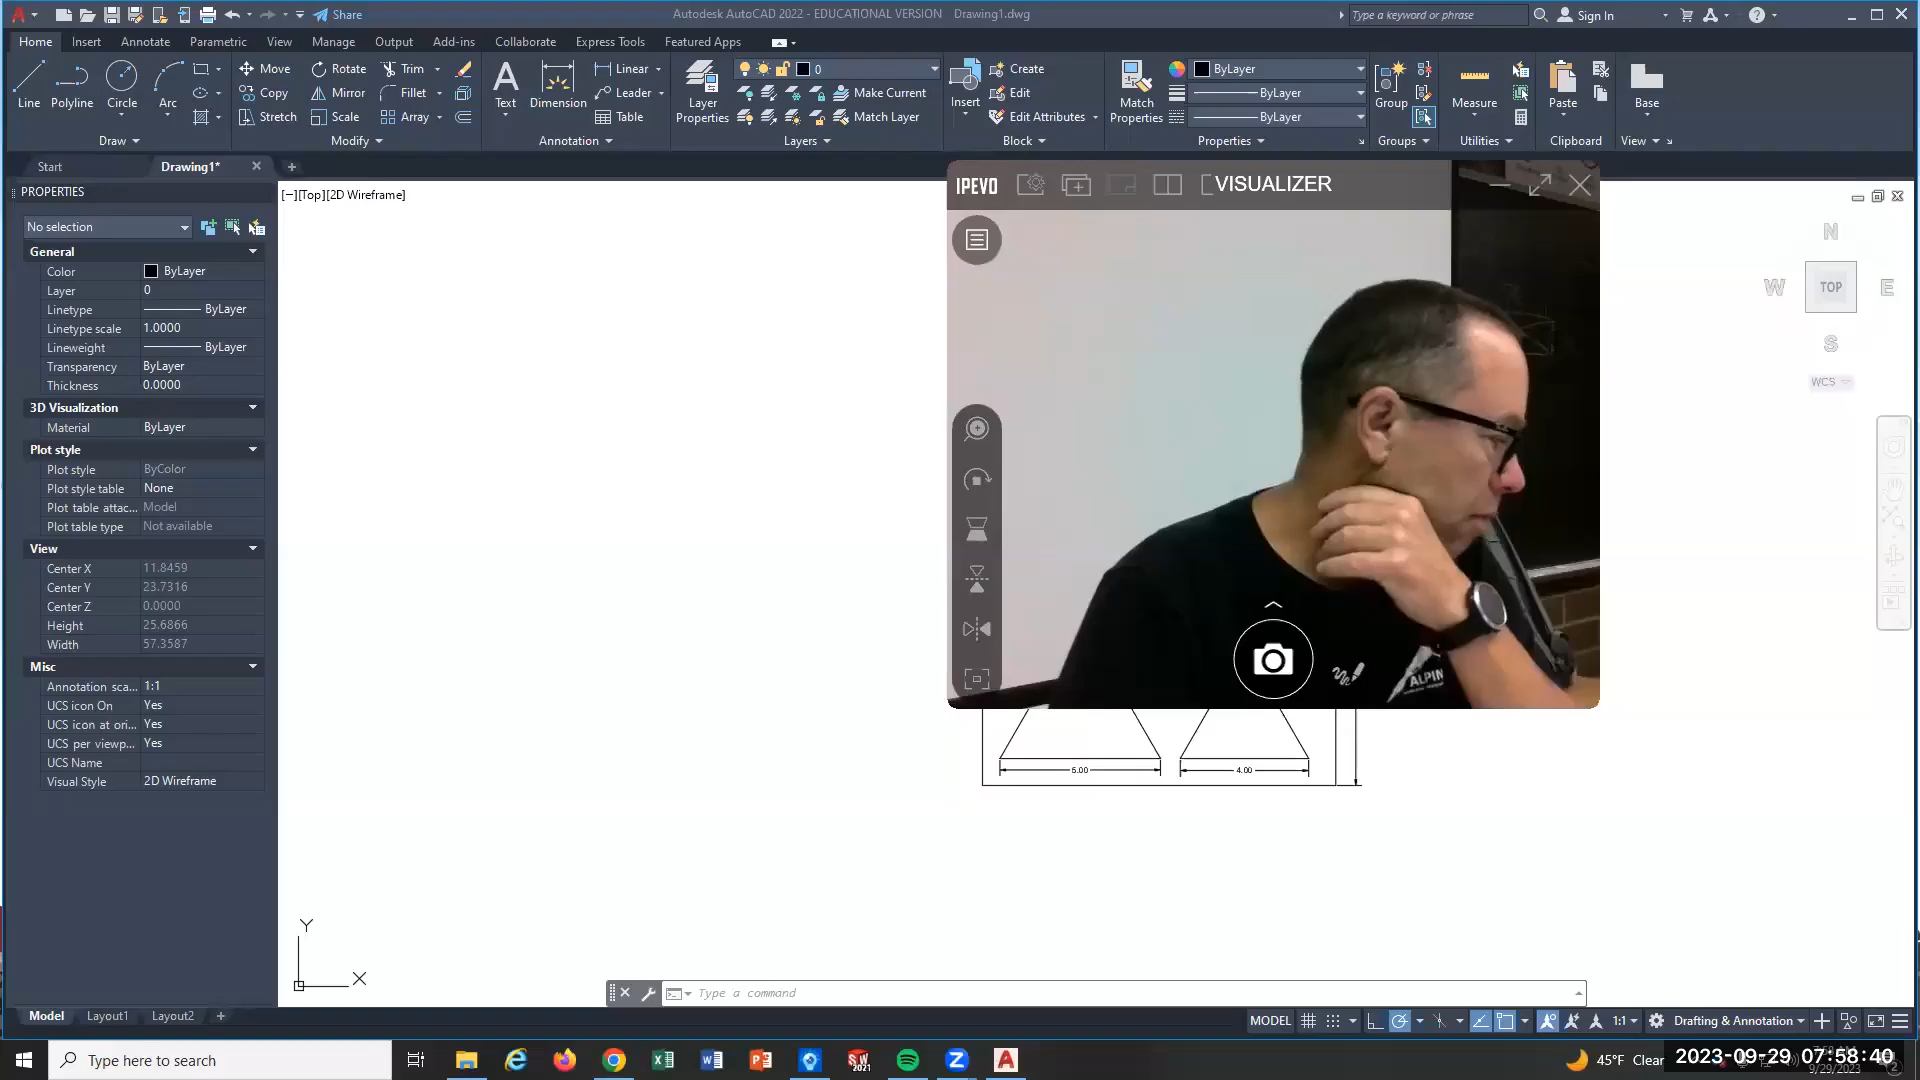 Share
Autodesk AutoCAD 2022 - EDUCATIONAL VERSION Drawing1.dwg
Type a keyword or phrase
Sign In
Home Insert Annotate Parametric View Manage Output Add-ins Collaborate Express Tools Featured Apps
Line Polyline Circle Arc
Move Rotate Trim
Copy Mirror Fillet
Stretch Scale Array
Text Dimension
Linear
Leader
Table
Layer Properties
0
Make Current
Match Layer
Insert
Create
Edit
Edit Attributes
Match Properties
ByLayer
ByLayer
ByLayer
Group Measure Paste Base
Draw Modify Annotation Layers Block Properties Groups Utilities Clipboard View
Start Drawing1*
PROPERTIES
No selection
General
Color ByLayer
Layer 0
Linetype ByLayer
Linetype scale 1.0000
Lineweight ByLayer
Transparency ByLayer
Thickness 0.0000
3D Visualization
Material ByLayer
Plot style
Plot style ByColor
Plot style table None
Plot table attac... Model
Plot table type Not available
View
Center X 11.8459
Center Y 23.7316
Center Z 0.0000
Height 25.6866
Width 57.3587
Misc
Annotation sca... 1:1
UCS icon On Yes
UCS icon at ori... Yes
UCS per viewp... Yes
UCS Name
Visual Style 2D Wireframe
[−][Top][2D Wireframe]
IPEVO
VISUALIZER
ALPIN
N
W TOP E
S
WCS
5.00 4.00
Y
X
Type a command
Model Layout1 Layout2
MODEL
1:1
Drafting & Annotation
Type here to search
SW
2021
45°F Clear
2023-09-29 07:58:40
9/29/2023
2